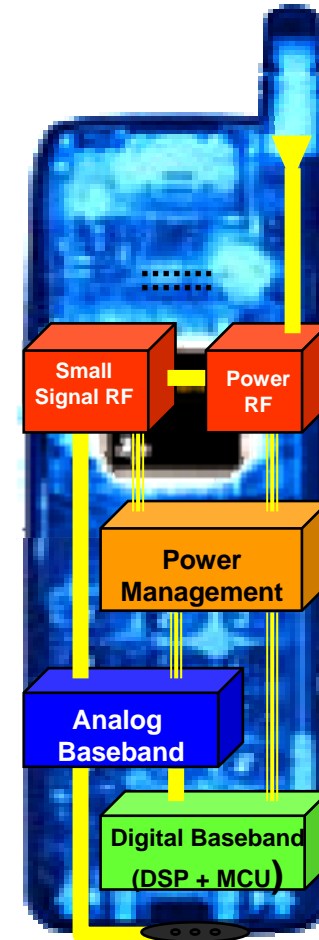 Small
Signal RF
Power
RF
Power
Management
Analog
Baseband
Digital Baseband
(DSP + MCU)